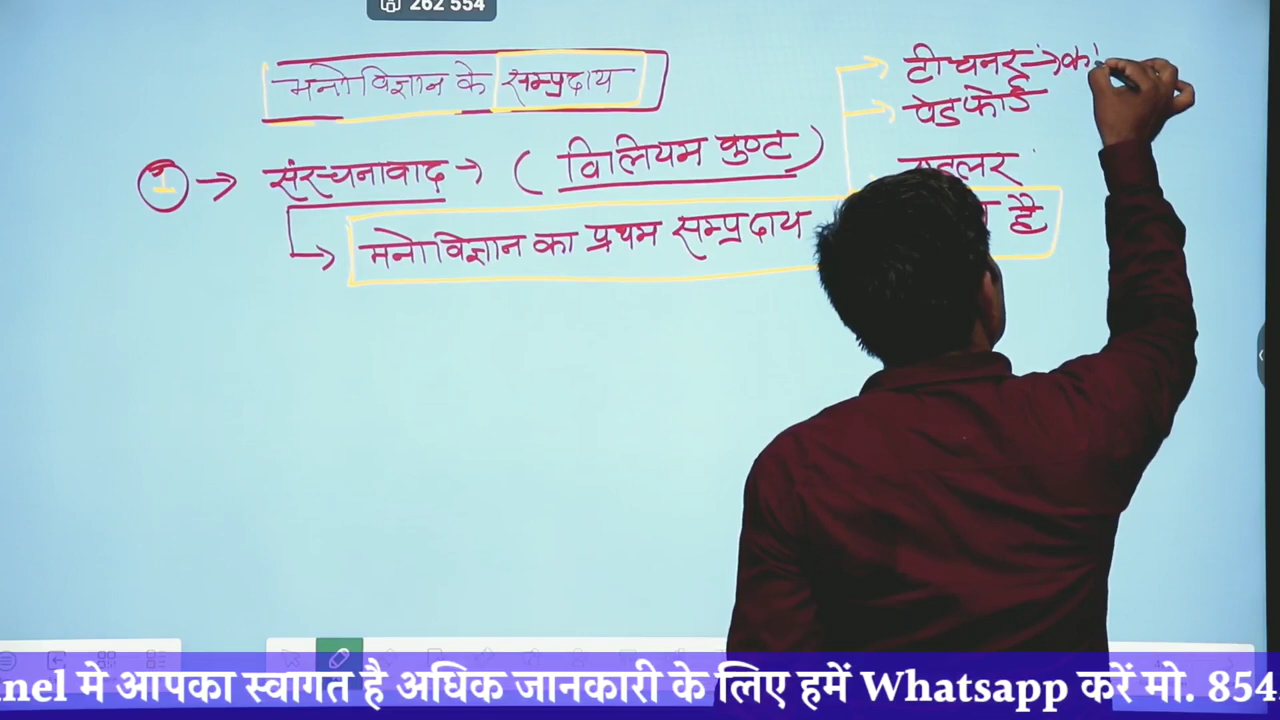 262 554
मनोविज्ञान के सम्प्रदाय
टीचनर → क
पेडफोर्ड
1 → संरचनावाद → ( विलियम वुण्ट )
मनोविज्ञान का प्रथम सम्प्रदाय है
nel मे आपका स्वागत है अधिक जानकारी के लिए हमें Whatsapp करें मो. 854